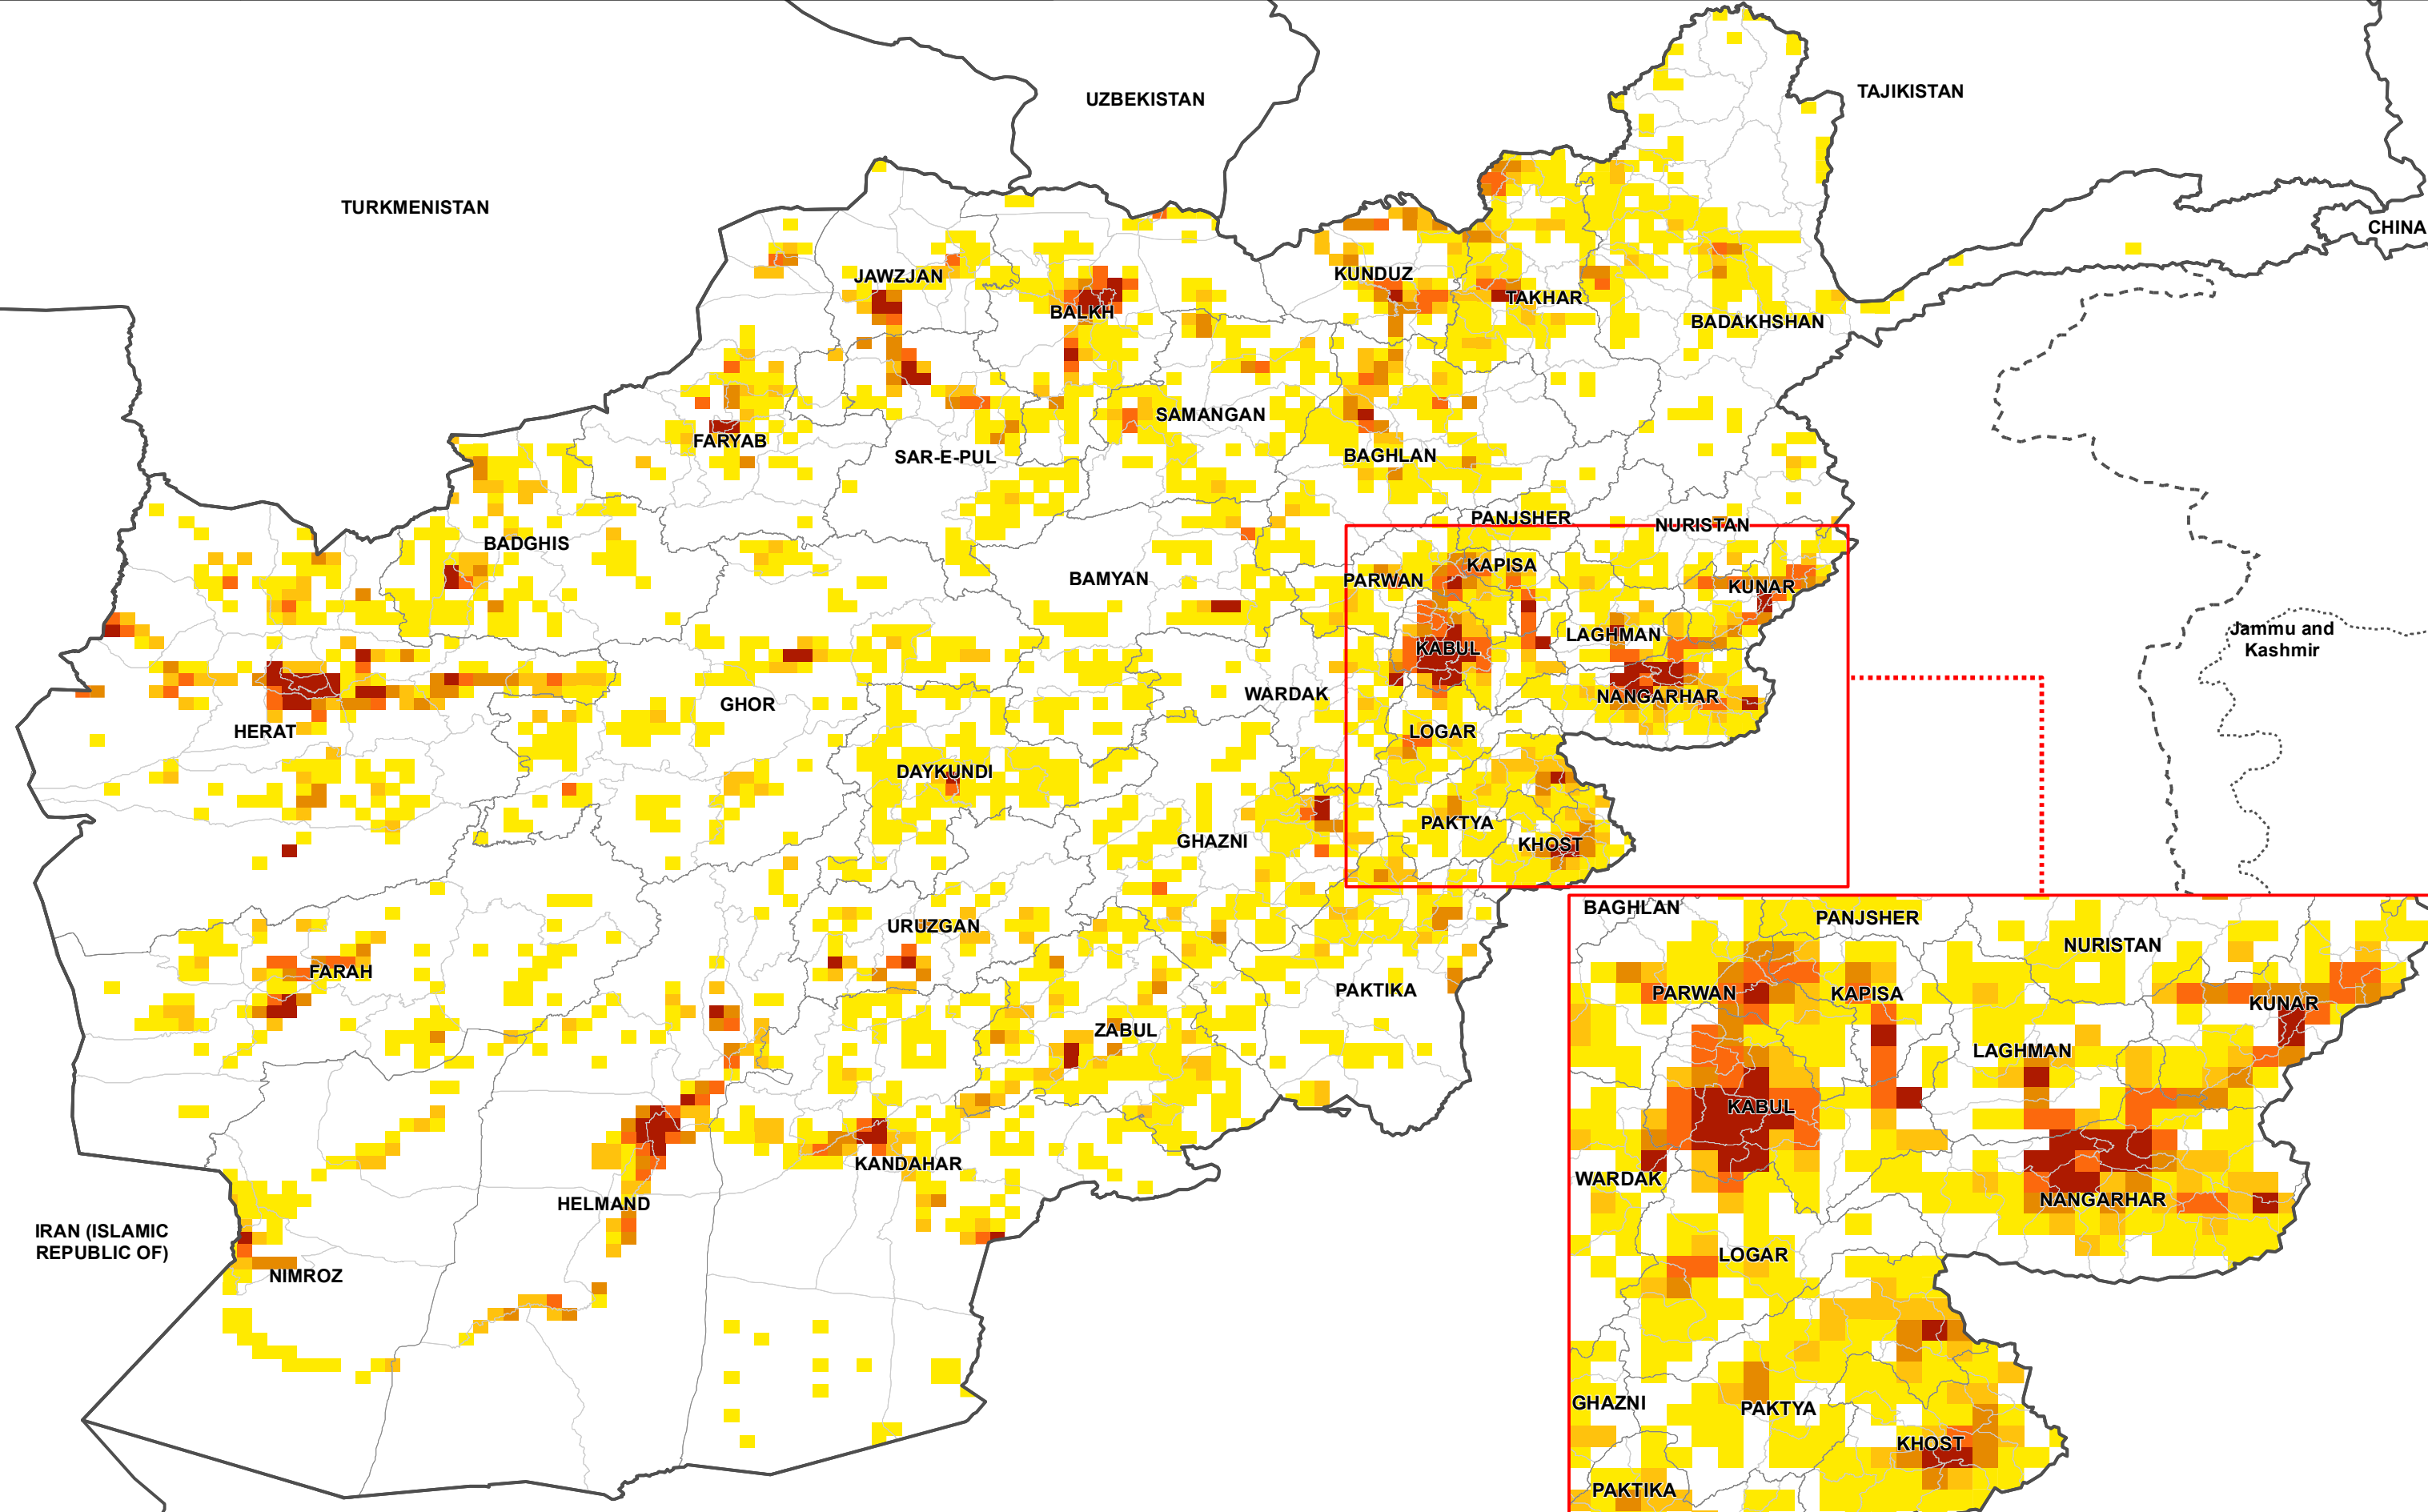 UZBEKISTAN
TAJIKISTAN
TURKMENISTAN
CHINA
JAWZJAN
KUNDUZ
TAKHAR
BALKH
BADAKHSHAN
SAMANGAN
FARYAB
SAR-E-PUL
BAGHLAN
PANJSHER
NURISTAN
BADGHIS
KAPISA
BAMYAN
PARWAN
KUNAR
LAGHMAN
Jammu and
Kashmir
KABUL
WARDAK
NANGARHAR
GHOR
HERAT
LOGAR
DAYKUNDI
PAKTYA
GHAZNI
KHOST
URUZGAN
FARAH
PAKTIKA
ZABUL
KANDAHAR
HELMAND
IRAN (ISLAMIC
REPUBLIC OF)
NIMROZ
BAGHLAN
PANJSHER
NURISTAN
PARWAN
KAPISA
KUNAR
LAGHMAN
KABUL
WARDAK
NANGARHAR
LOGAR
GHAZNI
PAKTYA
KHOST
PAKTIKA